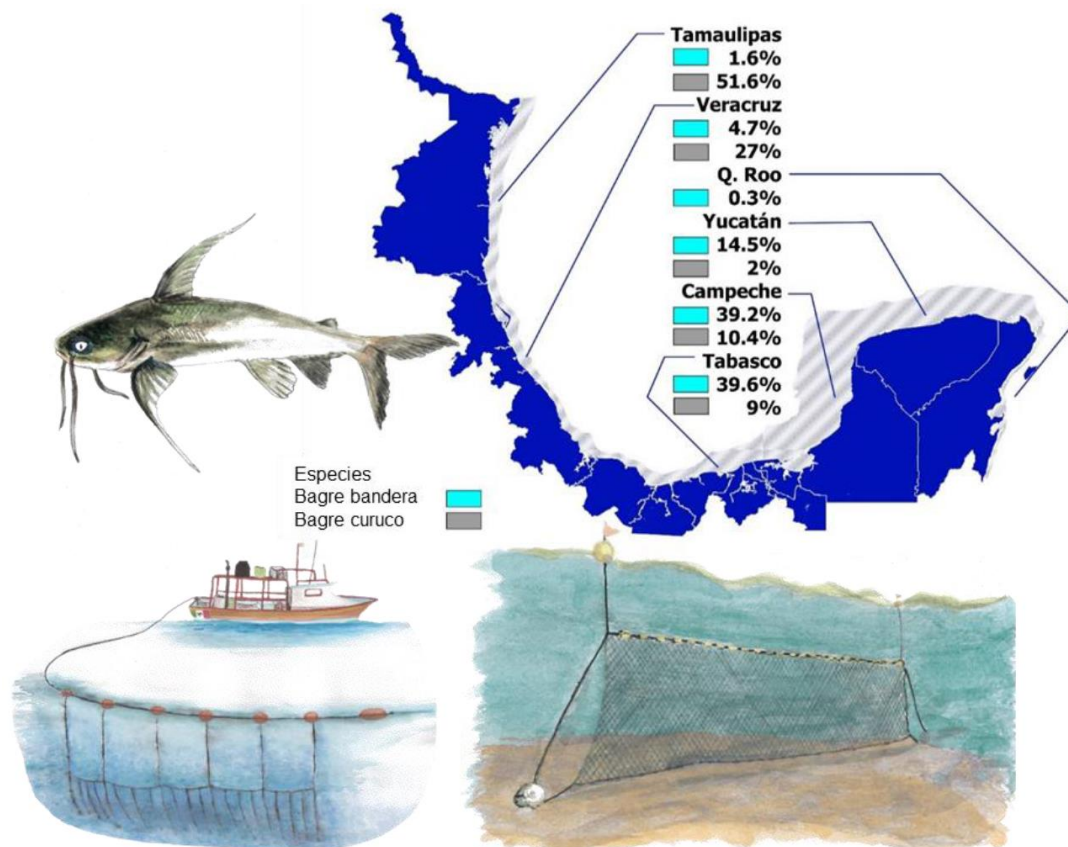 Tamaulipas
1.6%
51.6%
Veracruz
4.7%
27%
Q. Roo
0.3%
Yucatán
14.5%
2%
Campeche
39.2%
10.4%
Tabasco
39.6%
9%
Especies
Bagre bandera
Bagre curuco